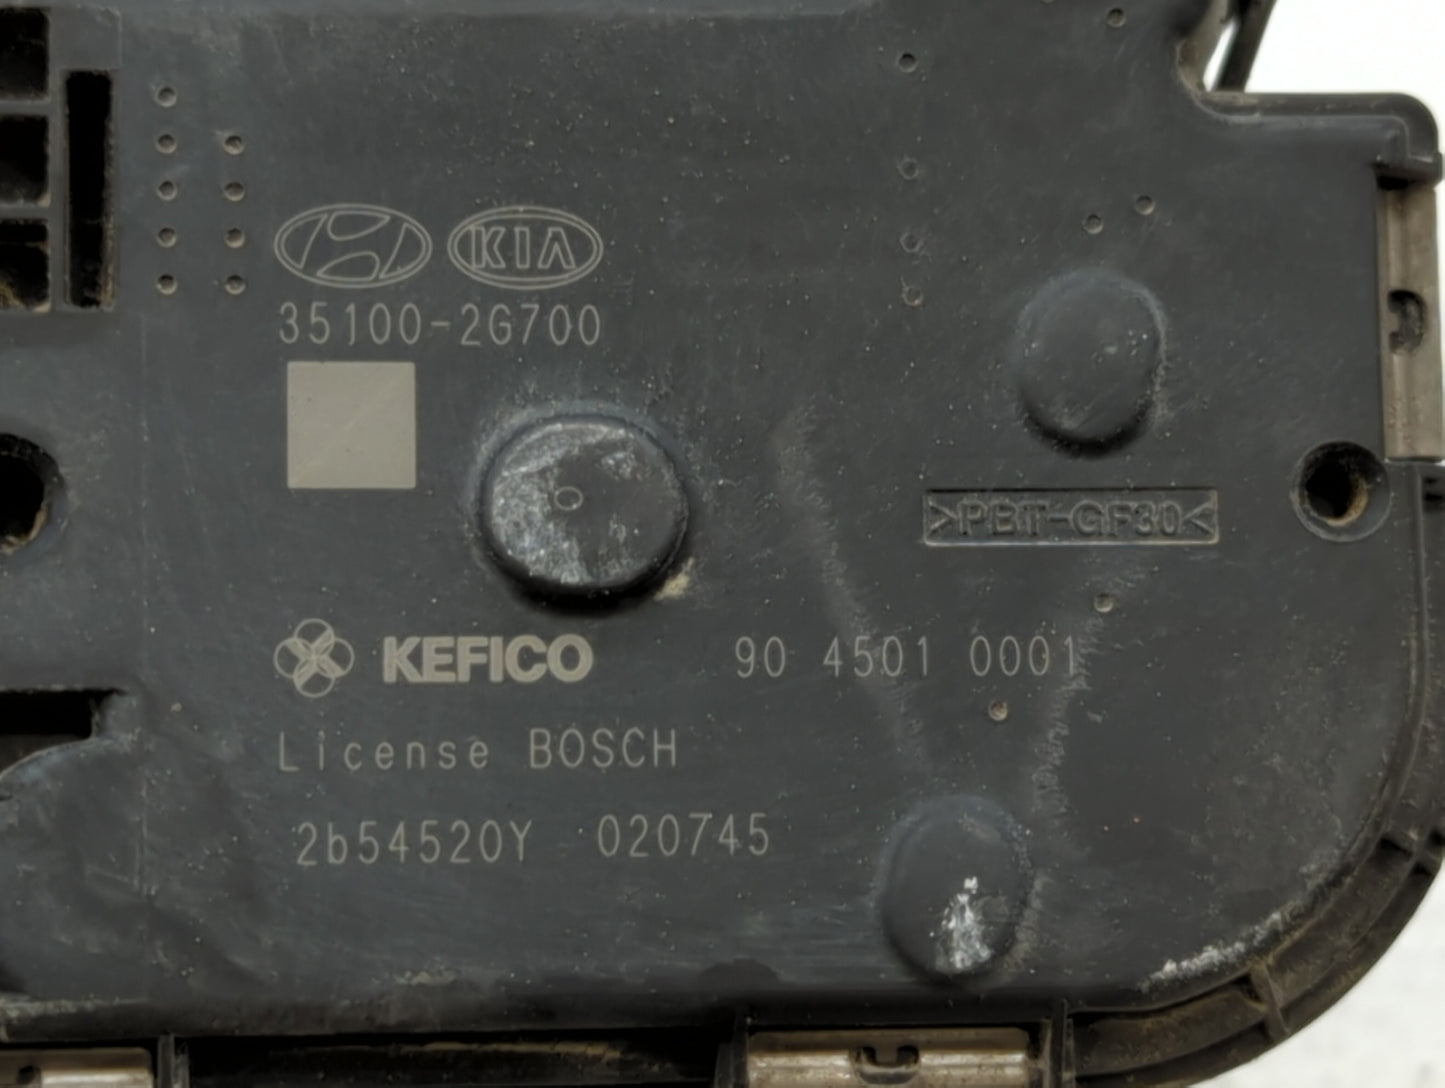 KIA
35100-2G700
>PBT-GF30<
KEFICO 90 4501 0001
License BOSCH
2b54520Y 020745